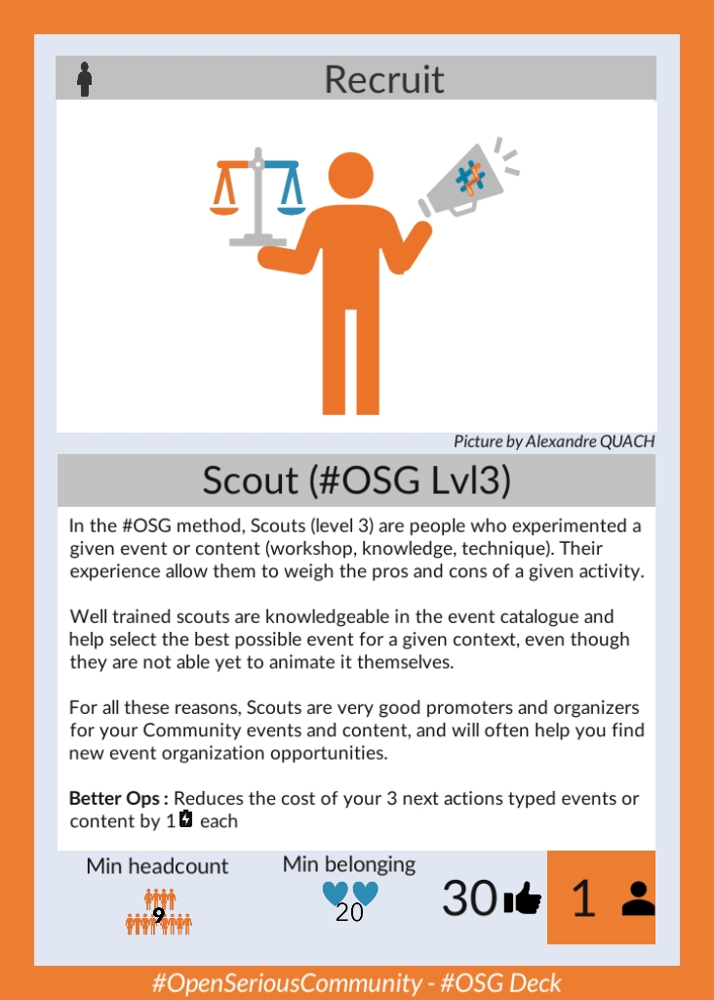 Recruit
#
Picture by Alexandre QUACH
Scout (#OSG Lvl3)
In the #OSG method, Scouts (level 3) are people who experimented a
given event or content (workshop, knowledge, technique). Their
experience allow them to weigh the pros and cons of a given activity.
Well trained scouts are knowledgeable in the event catalogue and
help select the best possible event for a given context, even though
they are not able yet to animate it themselves.
For all these reasons, Scouts are very good promoters and organizers
for your Community events and content, and will often help you find
new event organization opportunities.
Better Ops : Reduces the cost of your 3 next actions typed events or
content by 1 each
Min headcount
9
Min belonging
20
30
1
#OpenSeriousCommunity - #OSG Deck